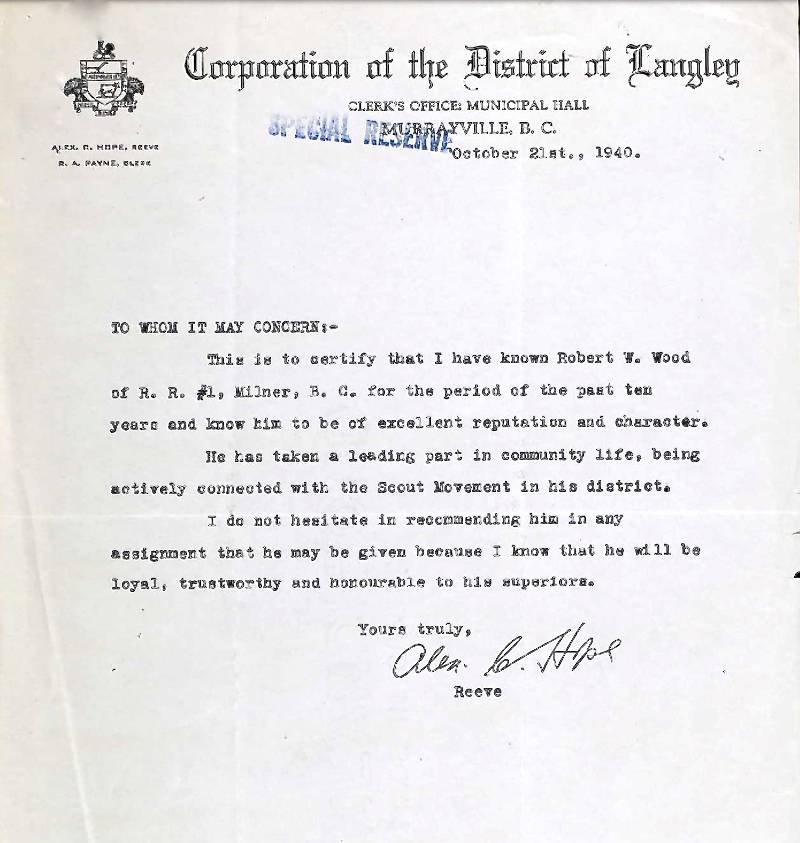 Corporation of the District of Langley
CLERK'S OFFICE: MUNICIPAL HALL
MURRAYVILLE, B. C.
SPECIAL RESERVE
ALEX. C. HOPE, REEVE
R. A. PAYNE, CLERK
October 21st., 1940.
TO WHOM IT MAY CONCERN:-
This is to certify that I have known Robert W. Wood
of R. R. #1, Milner, B. C. for the period of the past ten
years and know him to be of excellent reputation and character.
He has taken a leading part in community life, being
actively connected with the Scout Movement in his district.
I do not hesitate in recommending him in any
assignment that he may be given because I know that he will be
loyal, trustworthy and honourable to his superiors.
Yours truly,
Alex. C. Hope
Reeve